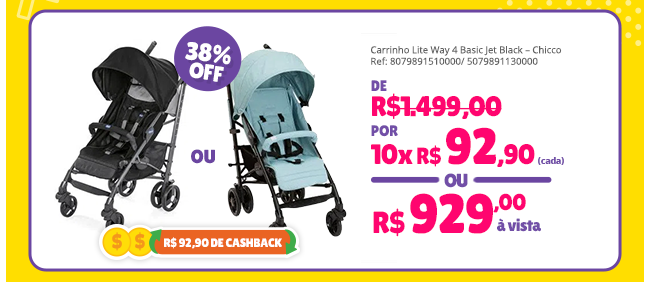 38%
OFF
OU
R$ 92,90 DE CASHBACK
Carrinho Lite Way 4 Basic Jet Black – Chicco
Ref: 8079891510000/ 5079891130000
DE
R$1.499,00
POR
10x R$ 92,90 (cada)
OU
R$ 929,00
à vista